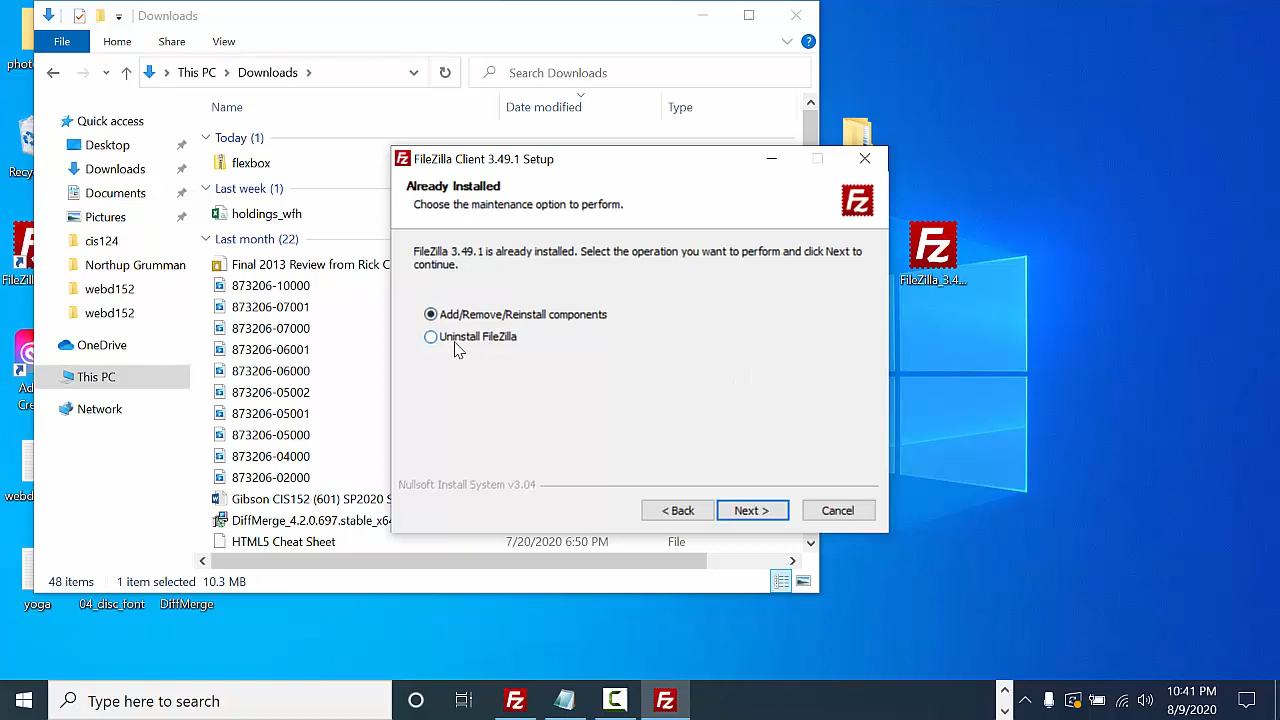 Downloads
File
Home
Share
View
This PC
Downloads
Search Downloads
Name
Date modified
Type
Quick access
Desktop
Downloads
Documents
Pictures
cis124
Northup Grumman
webd152
webd152
OneDrive
This PC
Network
Today (1)
flexbox
Last week (1)
holdings_wfh
Last month (22)
Final 2013 Review from Rick C
873206-10000
873206-07001
873206-07000
873206-06001
873206-06000
873206-05002
873206-05001
873206-05000
873206-04000
873206-02000
Gibson CIS152 (601) SP2020 S
DiffMerge_4.2.0.697.stable_x64
HTML5 Cheat Sheet
7/20/2020 6:50 PM
File
48 items
1 item selected
10.3 MB
Fz FileZilla Client 3.49.1 Setup
Already Installed
Choose the maintenance option to perform.
Fz
FileZilla 3.49.1 is already installed. Select the operation you want to perform and click Next to
continue.
Add/Remove/Reinstall components
Uninstall FileZilla
Nullsoft Install System v3.04
< Back
Next >
Cancel
Fz
FileZilla_3.4...
yoga
04_disc_font
DiffMerge
Type here to search
Fz
Fz
10:41 PM
8/9/2020